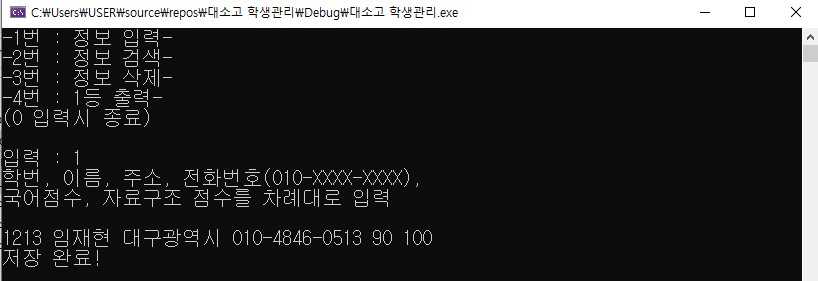 C:\Users\USER\source\repos\대소고 학생관리\Debug\대소고 학생관리.exe
-1번 : 정보 입력-
-2번 : 정보 검색-
-3번 : 정보 삭제-
-4번 : 1등 출력-
(0 입력시 종료)
입력 : 1
학번, 이름, 주소, 전화번호(010-XXXX-XXXX),
국어점수, 자료구조 점수를 차례대로 입력
1213 임재현 대구광역시 010-4846-0513 90 100
저장 완료!